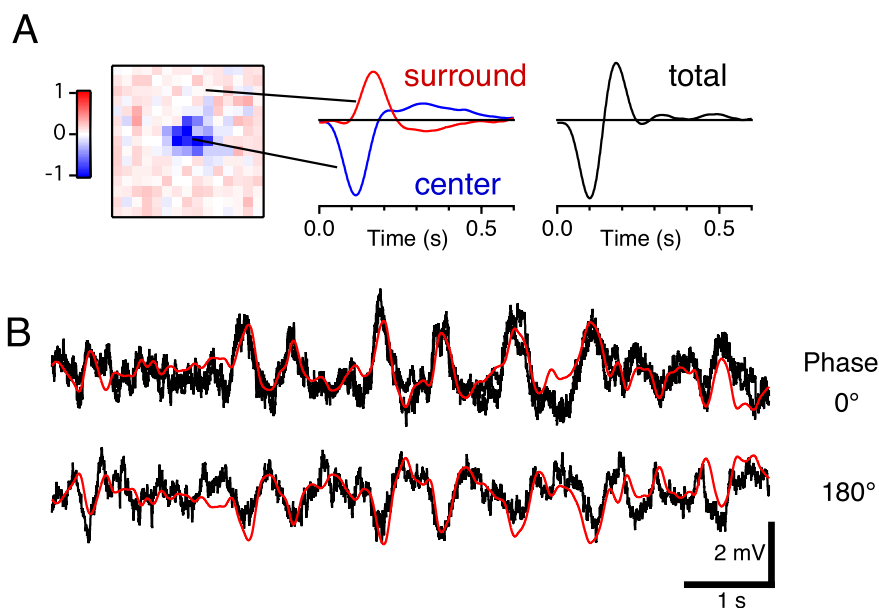 A
1
0
-1
surround
center
0.0
0.5
Time (s)
total
0.0
0.5
Time (s)
B
Phase
0°
180°
2 mV
1 s